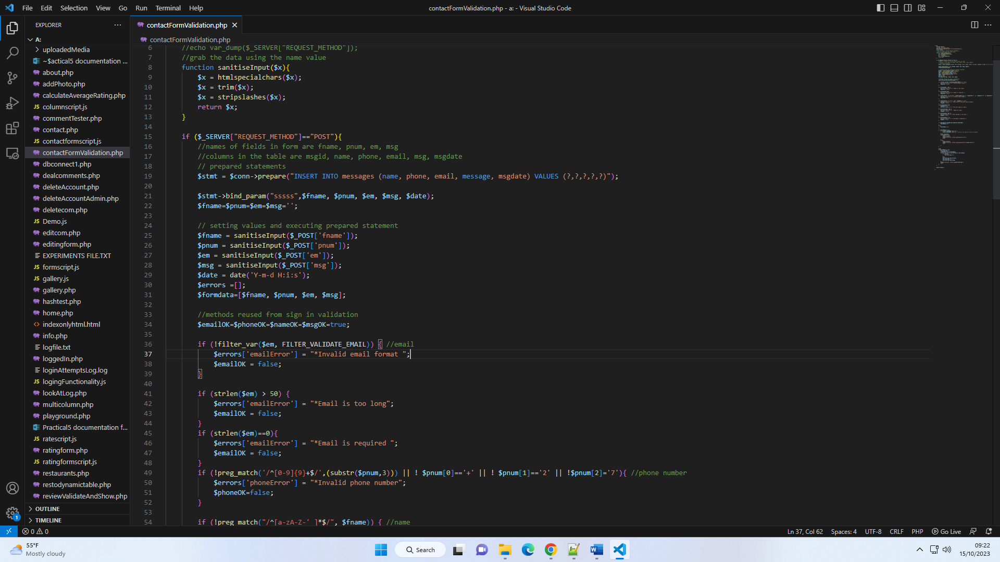 File Edit Selection View Go Run Terminal Help
contactFormValidation.php - a: - Visual Studio Code
EXPLORER
A:
uploadedMedia
~$actical5 documentation ...
about.php
addPhoto.php
calculateAverageRating.php
columnscript.js
commentTester.php
contact.php
contactformscript.js
contactFormValidation.php
dbconnect1.php
dealcomments.php
deleteAccount.php
deleteAccountAdmin.php
deletecom.php
Demo.js
editcom.php
editingform.php
EXPERIMENTS FILE.TXT
formscript.js
gallery.js
gallery.php
hashtest.php
home.php
indexonlyhtml.html
info.php
logfile.txt
loggedIn.php
loginAttemptsLog.log
logingFunctionality.js
lookAtLog.php
multicolumn.php
playground.php
Practical5 documentation f...
ratescript.js
ratingform.php
ratingformscript.js
restaurants.php
restodynamictable.php
reviewValidateAndShow.php
OUTLINE
TIMELINE
contactFormValidation.php
contactFormValidation.php
6 //echo var_dump($_SERVER["REQUEST_METHOD"]);
7 //grab the data using the name value
8 function sanitiseInput($x){
9 $x = htmlspecialchars($x);
10 $x = trim($x);
11 $x = stripslashes($x);
12 return $x;
13 }
14
15 if ($_SERVER["REQUEST_METHOD"]=="POST"){
16 //names of fields in form are fname, pnum, em, msg
17 //columns in the table are msgid, name, phone, email, msg, msgdate
18 // prepared statements
19 $stmt = $conn->prepare("INSERT INTO messages (name, phone, email, message, msgdate) VALUES (?,?,?,?,?)");
20
21 $stmt->bind_param("sssss",$fname, $pnum, $em, $msg, $date);
22 $fname=$pnum=$em=$msg='';
23
24 // setting values and executing prepared statement
25 $fname = sanitiseInput($_POST['fname']);
26 $pnum = sanitiseInput($_POST['pnum']);
27 $em = sanitiseInput($_POST['em']);
28 $msg = sanitiseInput($_POST['msg']);
29 $date = date('Y-m-d H:i:s');
30 $errors =[];
31 $formdata=[$fname, $pnum, $em, $msg];
32
33 //methods reused from sign in validation
34 $emailOK=$phoneOK=$nameOK=$msgOK=true;
35
36 if (!filter_var($em, FILTER_VALIDATE_EMAIL)) { //email
37 $errors['emailError'] = "*Invalid email format ";
38 $emailOK = false;
39 }
40
41 if (strlen($em) > 50) {
42 $errors['emailError'] = "*Email is too long";
43 $emailOK = false;
44 }
45 if (strlen($em)==0){
46 $errors['emailError'] = "*Email is required ";
47 $emailOK = false;
48 }
49 if (!preg_match('/^[0-9]{9}+$/',(substr($pnum,3))) || ! $pnum[0]=='+' || ! $pnum[1]=='2' || !$pnum[2]='7'){ //phone number
50 $errors['phoneError'] = "*Invalid phone number";
51 $phoneOK=false;
52 }
53
54 if (!preg_match("/^[a-zA-Z-' ]*$/", $fname)) { //name
1
0 0
Ln 37, Col 62 Spaces: 4 UTF-8 CRLF PHP Go Live
55°F
Mostly cloudy
Search
09:22
15/10/2023